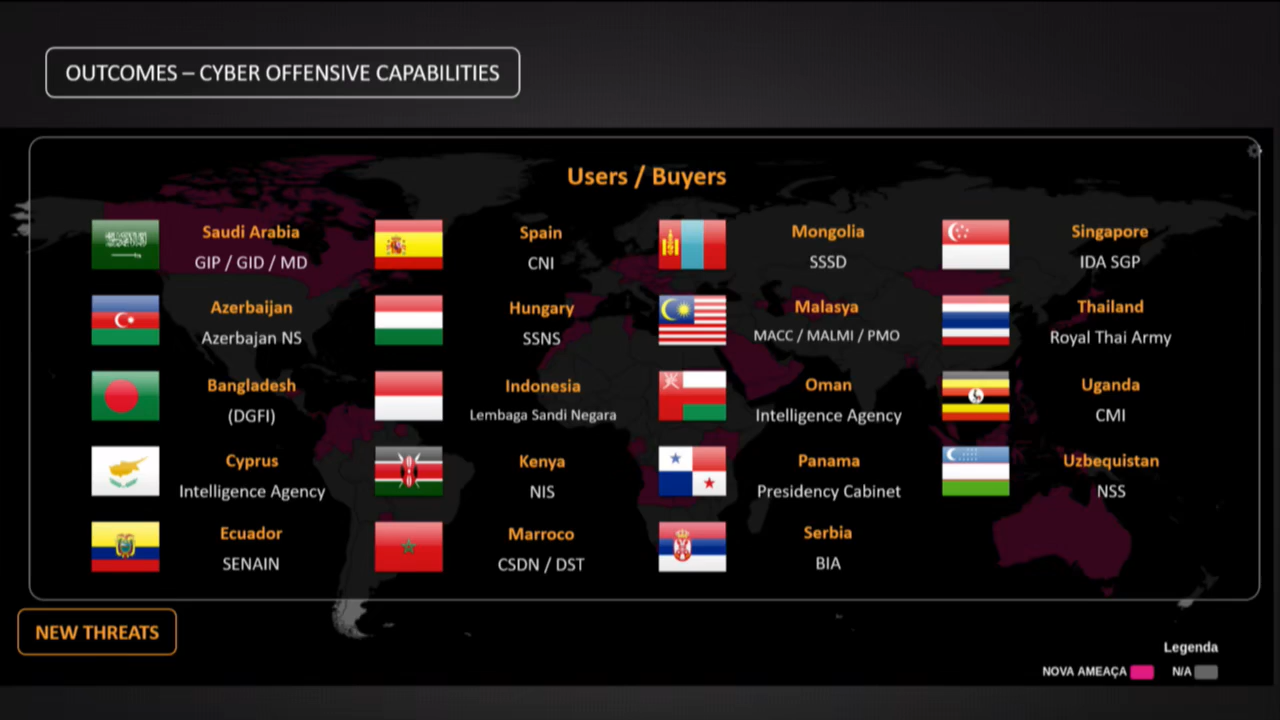 OUTCOMES – CYBER OFFENSIVE CAPABILITIES
Users / Buyers
Saudi Arabia
GIP / GID / MD
Spain
CNI
Mongolia
SSSD
Singapore
IDA SGP
Azerbaijan
Azerbajan NS
Hungary
SSNS
Malasya
MACC / MALMI / PMO
Thailand
Royal Thai Army
Bangladesh
(DGFI)
Indonesia
Lembaga Sandi Negara
Oman
Intelligence Agency
Uganda
CMI
Cyprus
Intelligence Agency
Kenya
NIS
Panama
Presidency Cabinet
Uzbequistan
NSS
Ecuador
SENAIN
Marroco
CSDN / DST
Serbia
BIA
NEW THREATS
Legenda
NOVA AMEAÇA
N/A